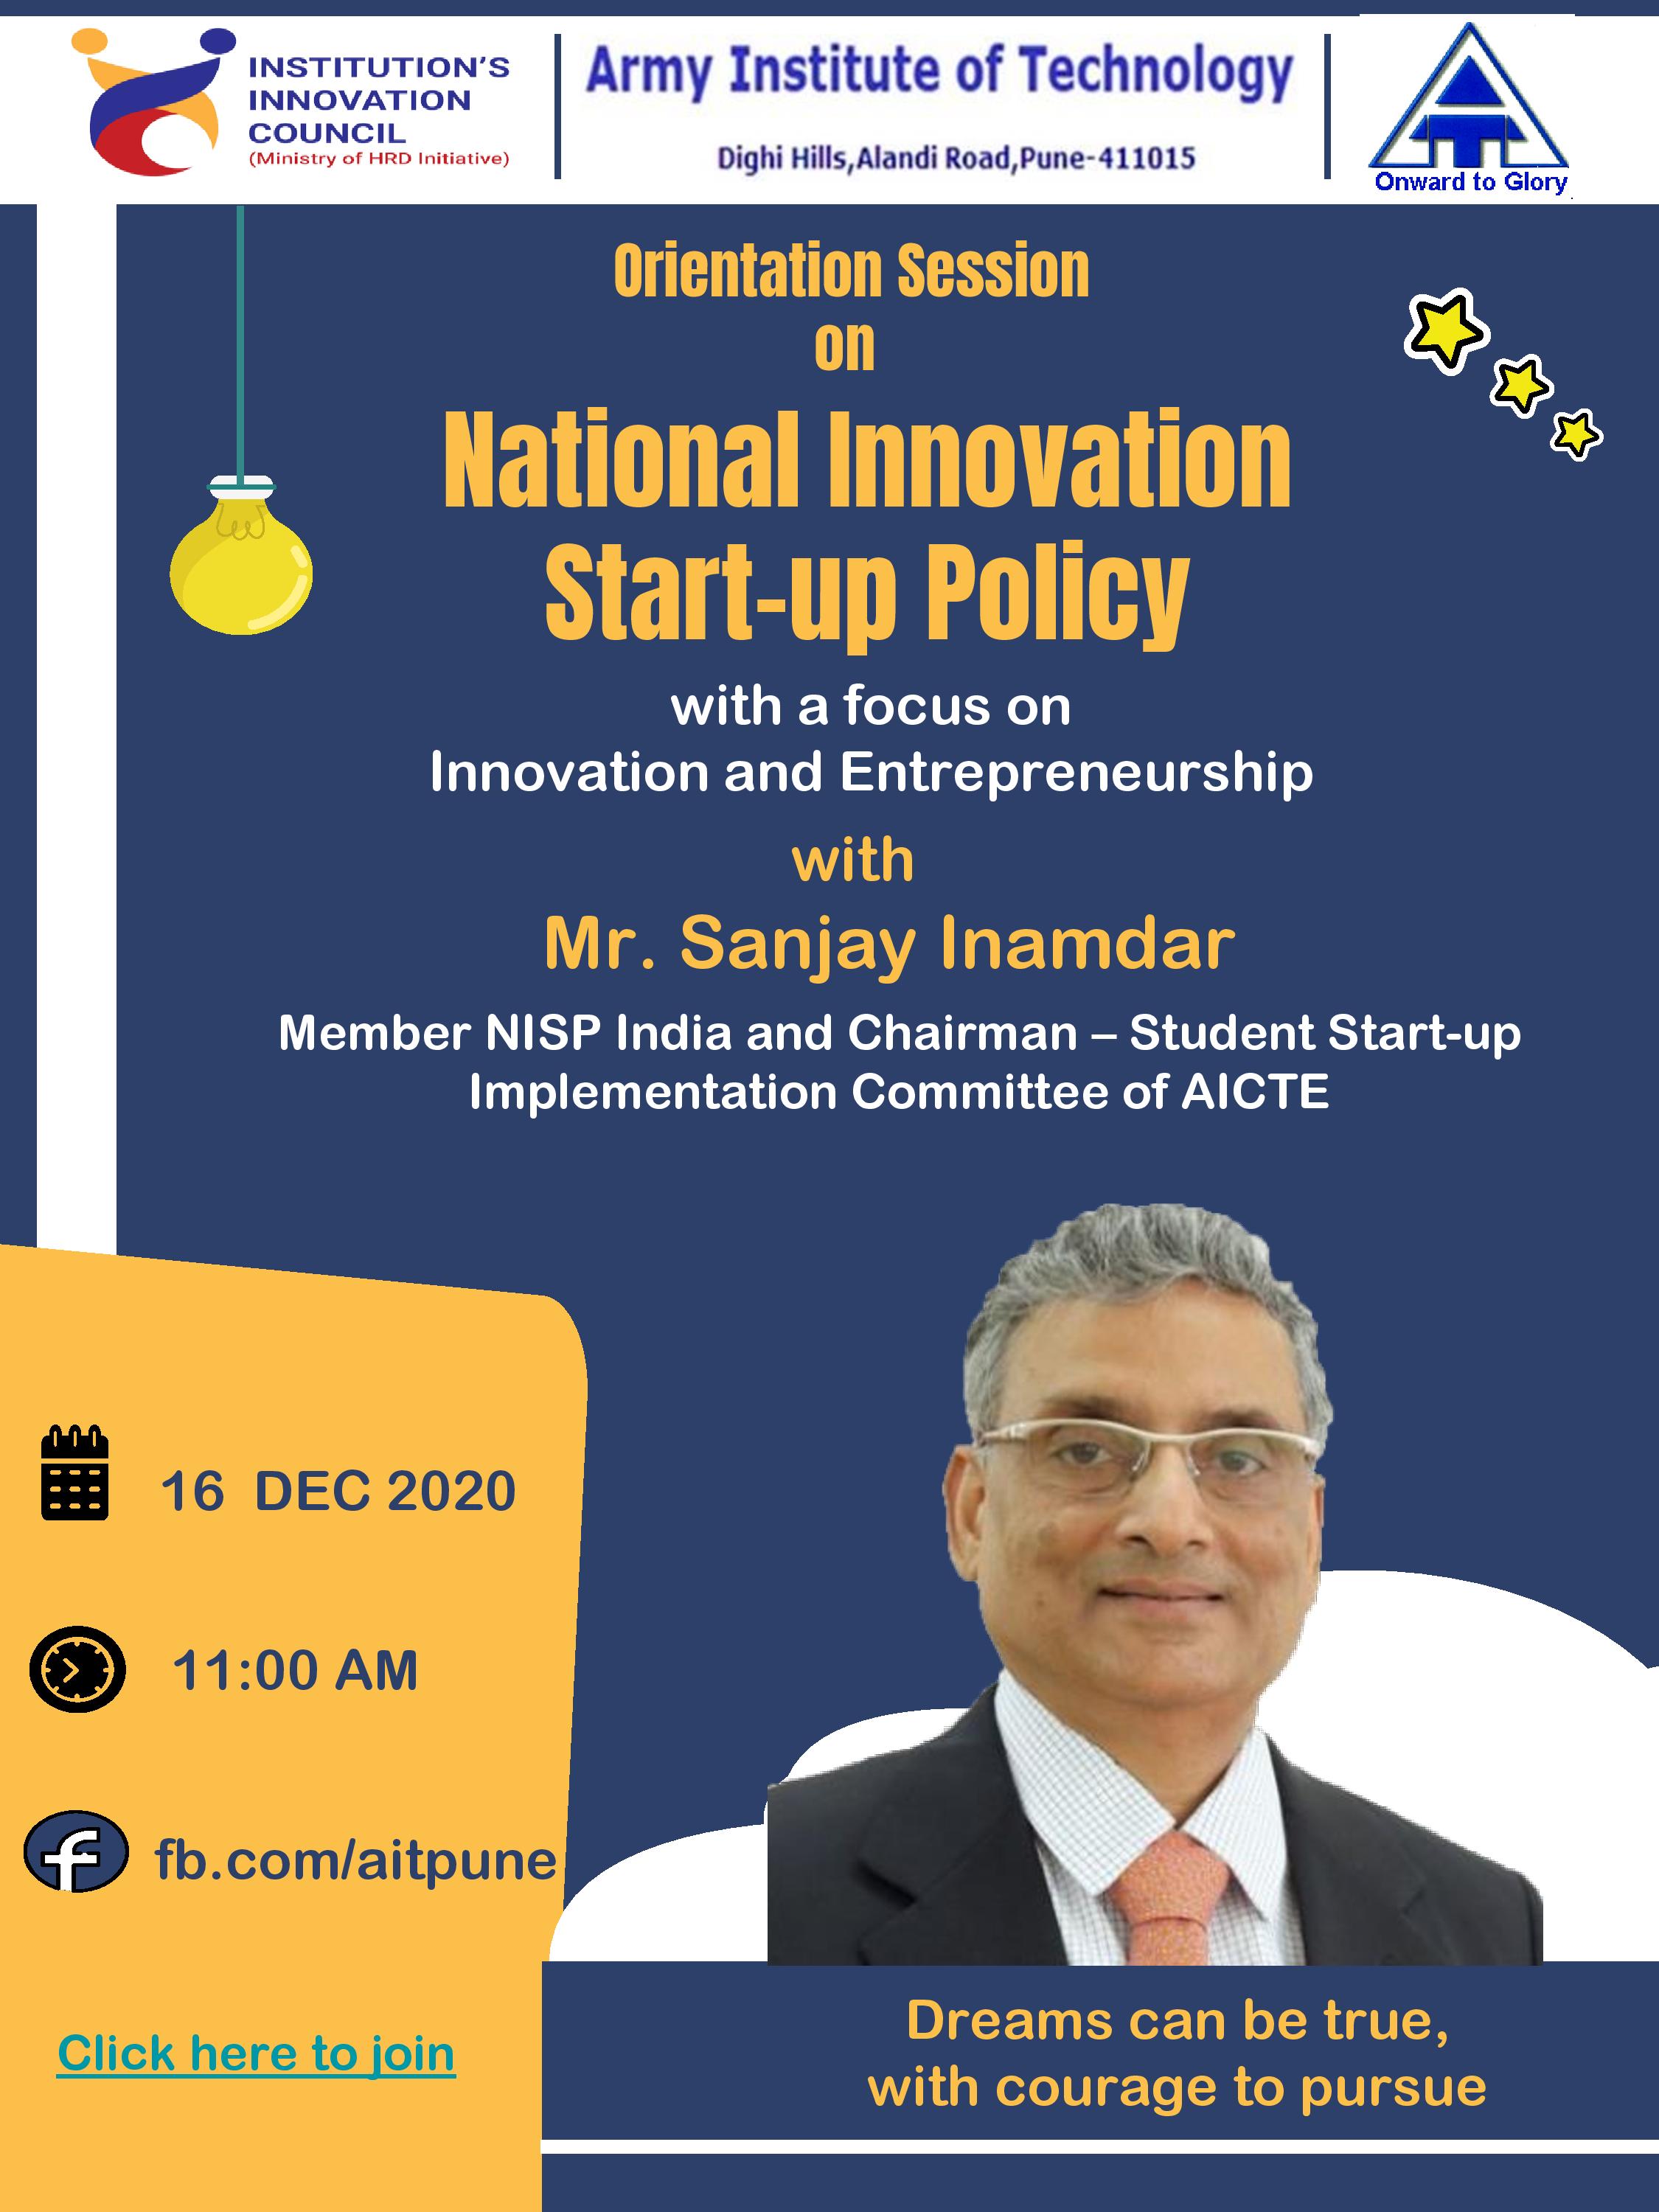 INSTITUTION'S
INNOVATION
COUNCIL
(Ministry of HRD Initiative)
Army Institute of Technology
Dighi Hills,Alandi Road,Pune-411015
Onward to Glory
Orientation Session
on
National Innovation
Start-up Policy
with a focus on
Innovation and Entrepreneurship
with
Mr. Sanjay Inamdar
Member NISP India and Chairman – Student Start-up
Implementation Committee of AICTE
16 DEC 2020
11:00 AM
fb.com/aitpune
Click here to join
Dreams can be true,
with courage to pursue